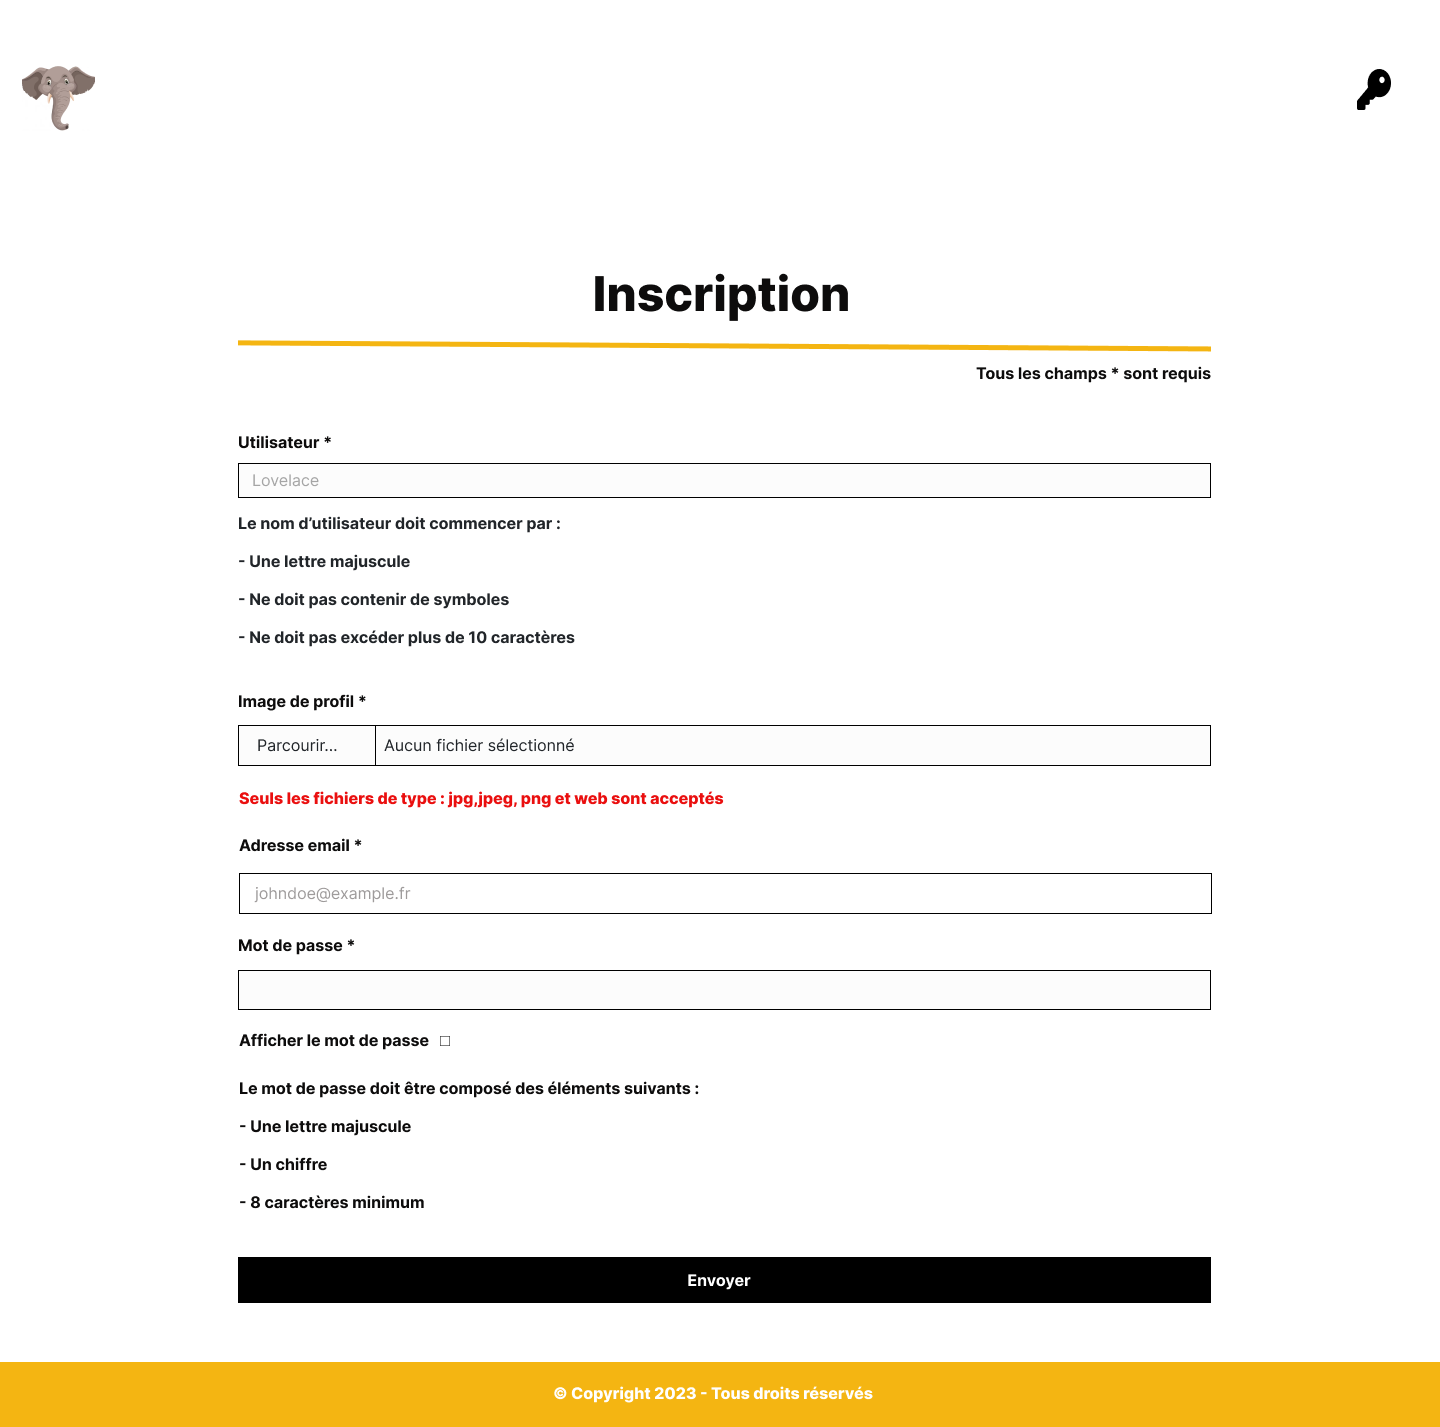 Inscription
Tous les champs * sont requis
Utilisateur *
Lovelace
Le nom d’utilisateur doit commencer par :
- Une lettre majuscule
- Ne doit pas contenir de symboles
- Ne doit pas excéder plus de 10 caractères
Image de profil *
Parcourir... Aucun fichier sélectionné
Seuls les fichiers de type : jpg,jpeg, png et web sont acceptés
Adresse email *
johndoe@example.fr
Mot de passe *
Afficher le mot de passe
Le mot de passe doit être composé des éléments suivants :
- Une lettre majuscule
- Un chiffre
- 8 caractères minimum
Envoyer
© Copyright 2023 - Tous droits réservés